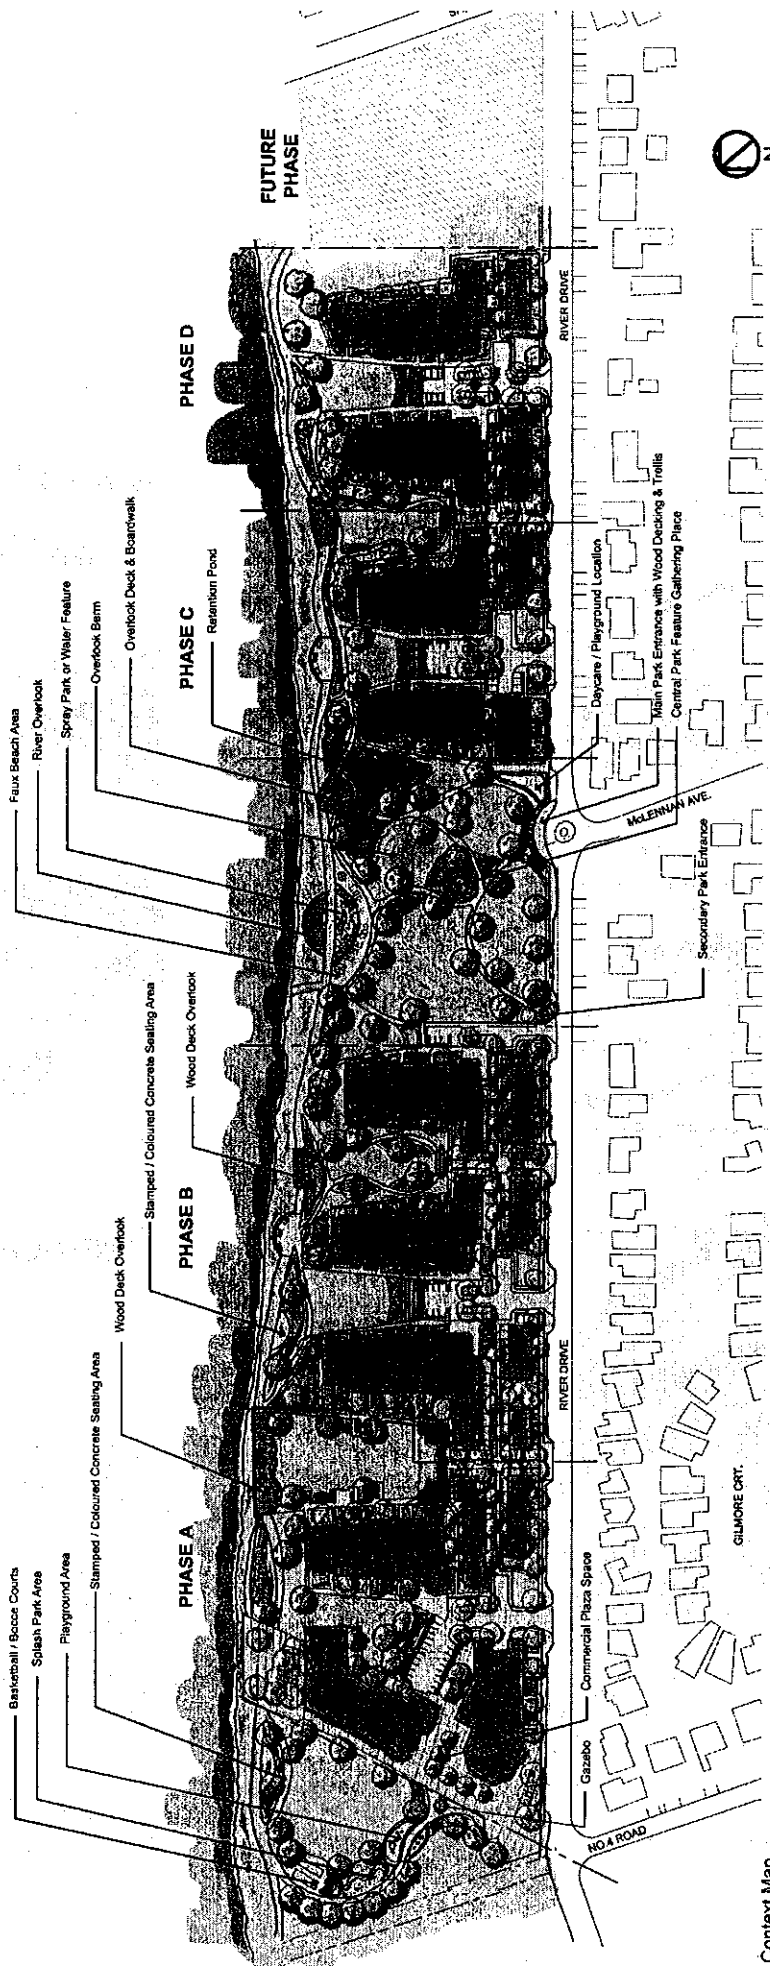 Basketball / Bocce Courts
Splash Park Area
Playground Area
Stamped / Coloured Concrete Seating Area
Wood Deck Overlook
Stamped / Coloured Concrete Seating Area
Wood Deck Overlook
Faux Beach Area
River Overlook
Spray Park or Water Feature
Overlook Berm
Overlook Deck & Boardwalk
Retention Pond
PHASE A
PHASE B
PHASE C
PHASE D
FUTURE
PHASE
RIVER DRIVE
RIVER DRIVE
Gazabo
Commercial Plaza Space
Secondary Park Entrance
Daycare / Playground Location
Main Park Entrance with Wood Decking & Trellis
Central Park Feature Gathering Place
NO.4 ROAD
GILMORE CRT.
McLENNAN AVE.
N
Context Map